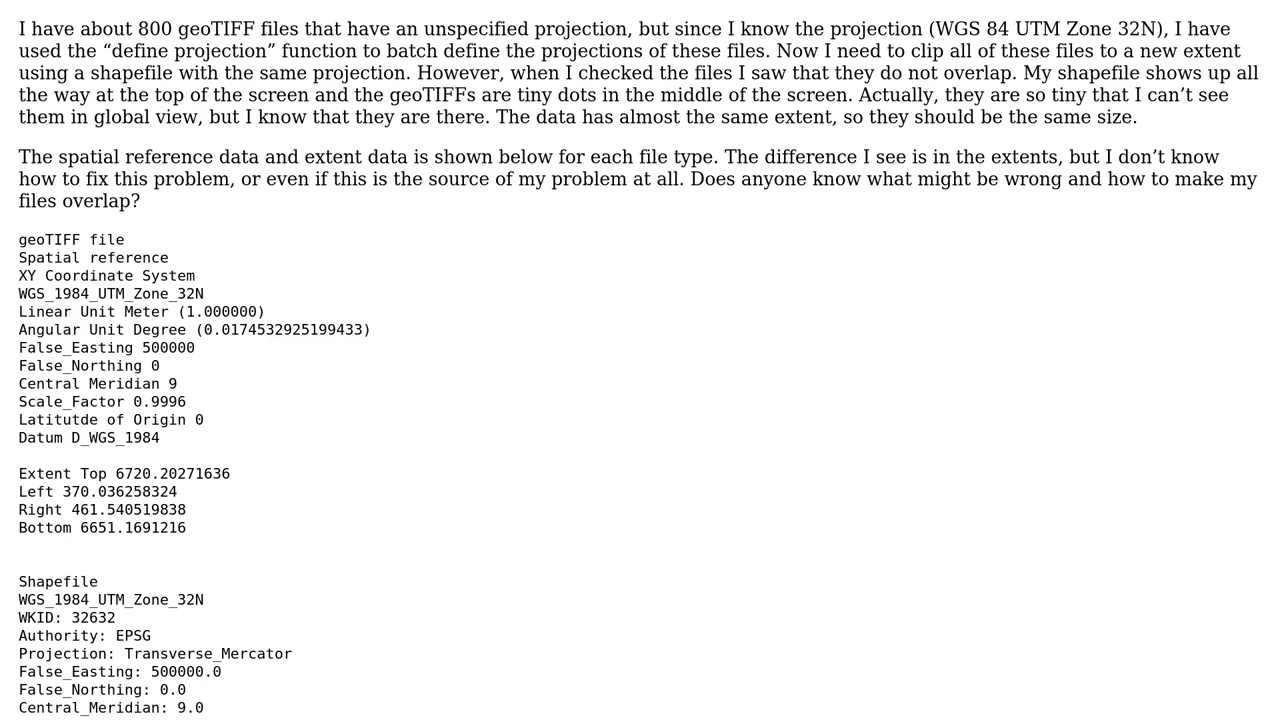 I have about 800 geoTIFF files that have an unspecified projection, but since I know the projection (WGS 84 UTM Zone 32N), I have
used the “define projection” function to batch define the projections of these files. Now I need to clip all of these files to a new extent
using a shapefile with the same projection. However, when I checked the files I saw that they do not overlap. My shapefile shows up all
the way at the top of the screen and the geoTIFFs are tiny dots in the middle of the screen. Actually, they are so tiny that I can’t see
them in global view, but I know that they are there. The data has almost the same extent, so they should be the same size.
The spatial reference data and extent data is shown below for each file type. The difference I see is in the extents, but I don’t know
how to fix this problem, or even if this is the source of my problem at all. Does anyone know what might be wrong and how to make my
files overlap?
geoTIFF file
Spatial reference
XY Coordinate System
WGS_1984_UTM_Zone_32N
Linear Unit Meter (1.000000)
Angular Unit Degree (0.0174532925199433)
False_Easting 500000
False_Northing 0
Central Meridian 9
Scale_Factor 0.9996
Latitutde of Origin 0
Datum D_WGS_1984
Extent Top 6720.20271636
Left 370.036258324
Right 461.540519838
Bottom 6651.1691216
Shapefile
WGS_1984_UTM_Zone_32N
WKID: 32632
Authority: EPSG
Projection: Transverse_Mercator
False_Easting: 500000.0
False_Northing: 0.0
Central_Meridian: 9.0